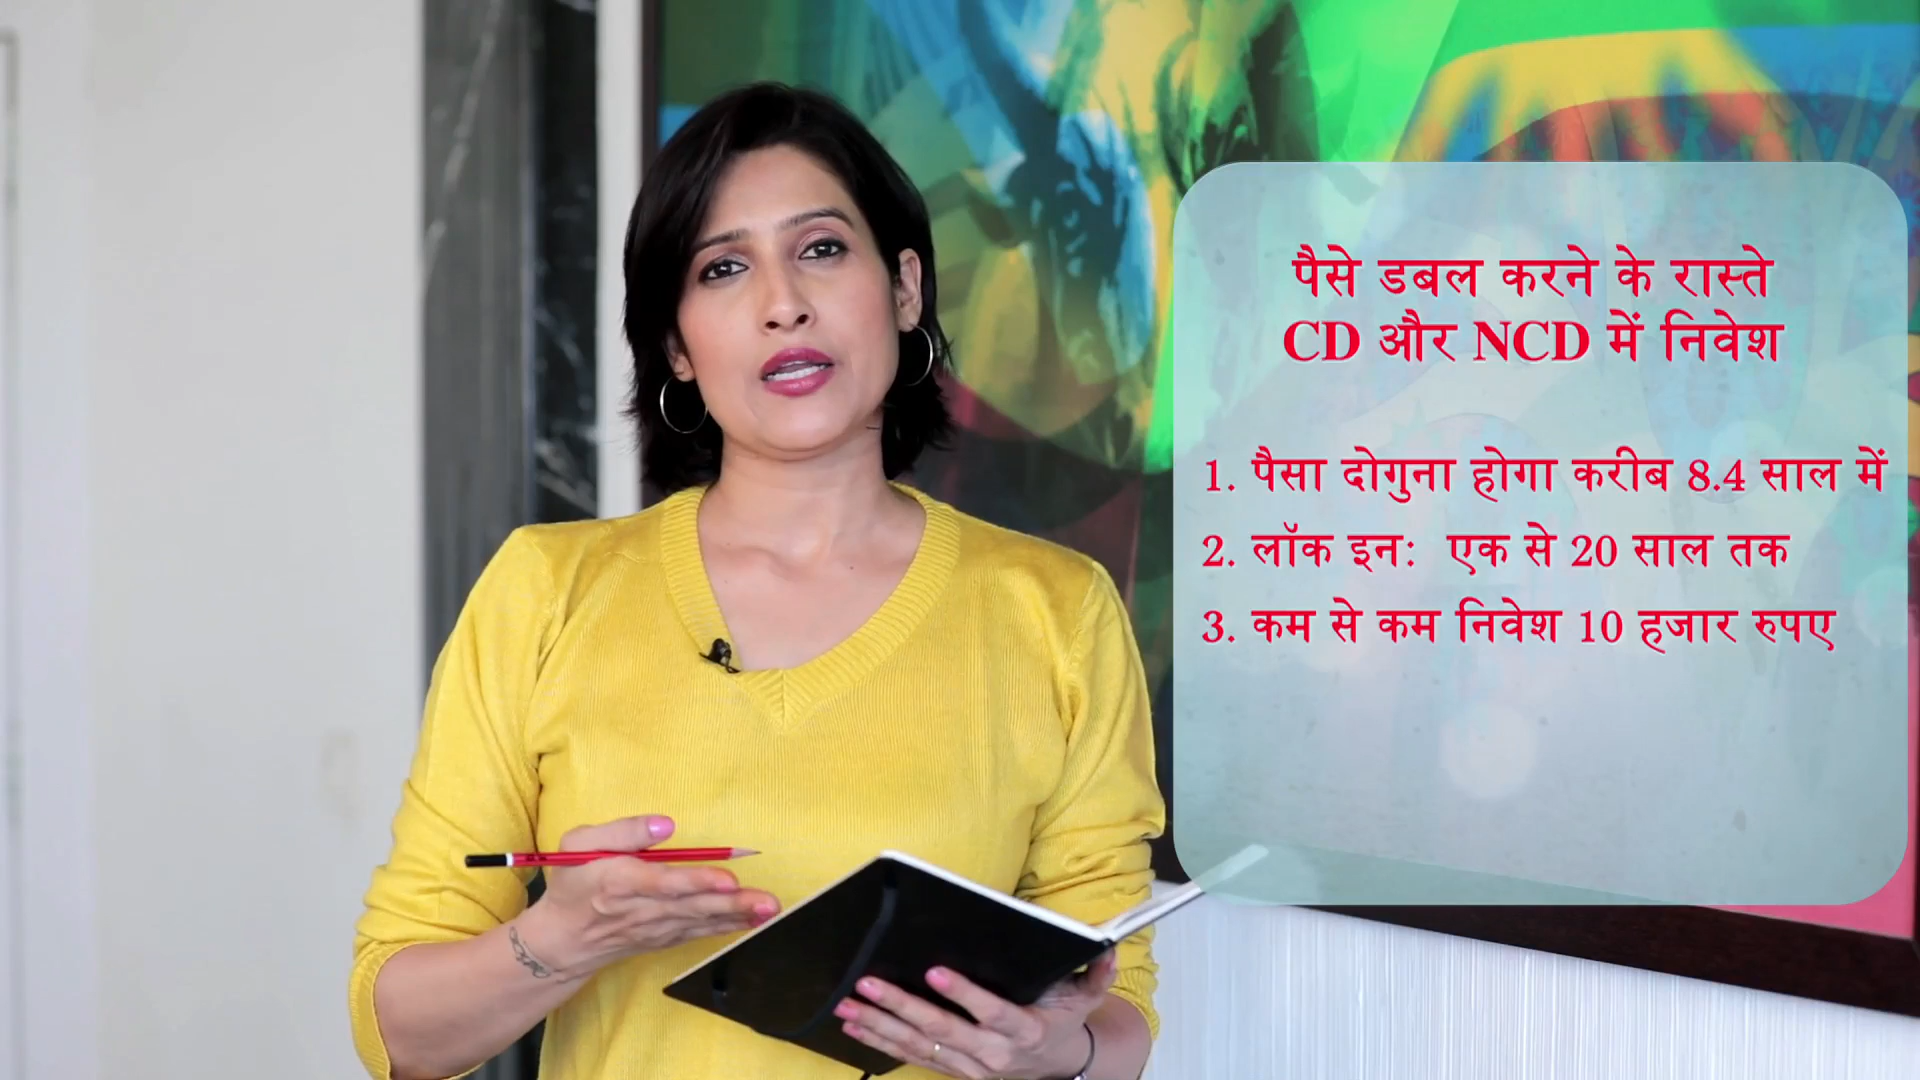 पैसे डबल करने के रास्ते
CD और NCD में निवेश
1. पैसा दोगुना होगा करीब 8.4 साल में
2. लॉक इन: एक से 20 साल तक
3. कम से कम निवेश 10 हजार रुपए